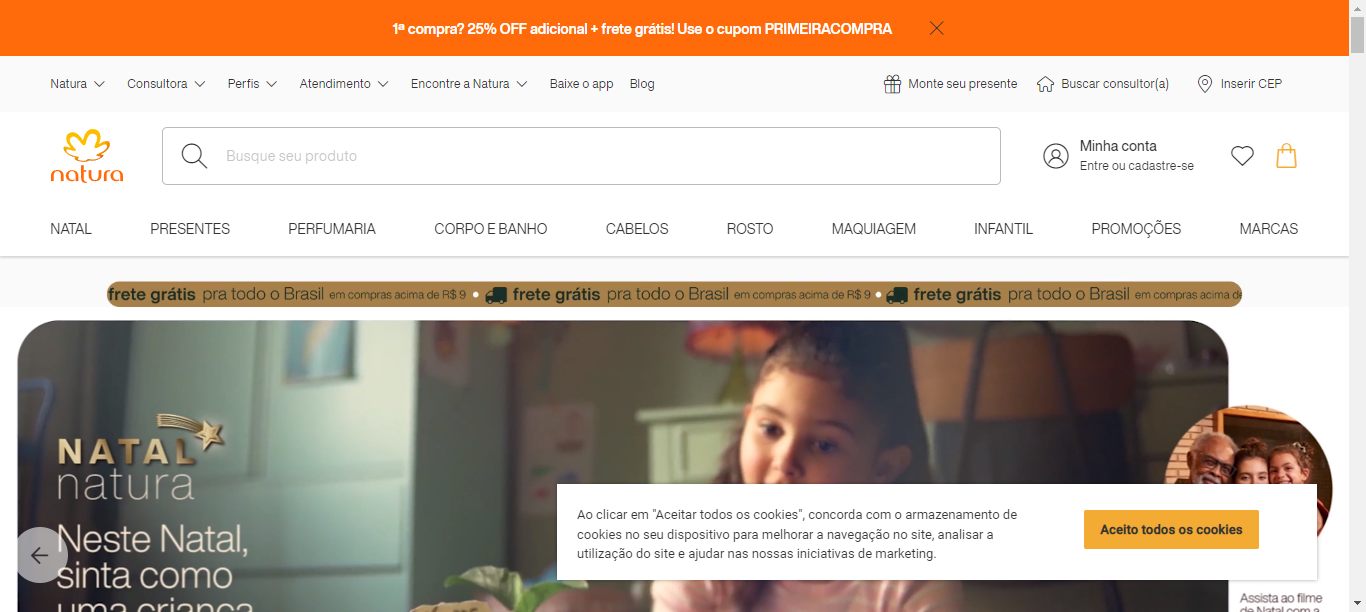 1ª compra? 25% OFF adicional + frete grátis! Use o cupom PRIMEIRACOMPRA
Natura Consultora Perfis Atendimento Encontre a Natura Baixe o app Blog Monte seu presente Buscar consultor(a) Inserir CEP
natura
Busque seu produto
Minha conta
Entre ou cadastre-se
NATAL PRESENTES PERFUMARIA CORPO E BANHO CABELOS ROSTO MAQUIAGEM INFANTIL PROMOÇÕES MARCAS
frete grátis pra todo o Brasil em compras acima de R$ 9 • frete grátis pra todo o Brasil em compras acima de R$ 9 • frete grátis pra todo o Brasil em compras acima de
NATAL
natura
Neste Natal,
sinta como
uma criança
Ao clicar em "Aceitar todos os cookies", concorda com o armazenamento de
cookies no seu dispositivo para melhorar a navegação no site, analisar a
utilização do site e ajudar nas nossas iniciativas de marketing.
Aceito todos os cookies
Assista ao filme
de Natal com a